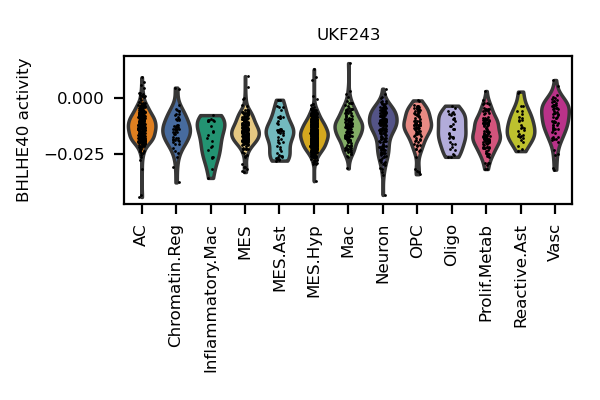 UKF243
BHLHE40 activity
0.000
−0.025
AC
Chromatin.Reg
Inflammatory.Mac
MES
MES.Ast
MES.Hyp
Mac
Neuron
OPC
Oligo
Prolif.Metab
Reactive.Ast
Vasc